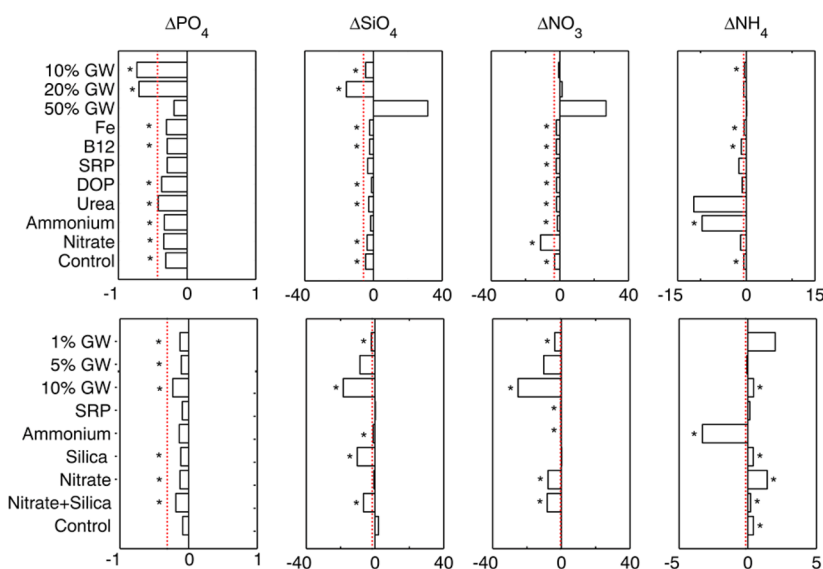 ΔPO4 ΔSiO4 ΔNO3 ΔNH4
10% GW * * *
20% GW * *
50% GW
Fe * * * *
B12 * * * *
SRP *
DOP * * *
Urea * * *
Ammonium * * *
Nitrate * * *
Control * * * *
-1 0 1 -40 0 40 -40 0 40 -15 0 15
1% GW * * *
5% GW *
10% GW * * * *
SRP *
Ammonium * * *
Silica * * *
Nitrate * * *
Nitrate+Silica * * * *
Control *
-1 0 1 -40 0 40 -40 0 40 -5 0 5